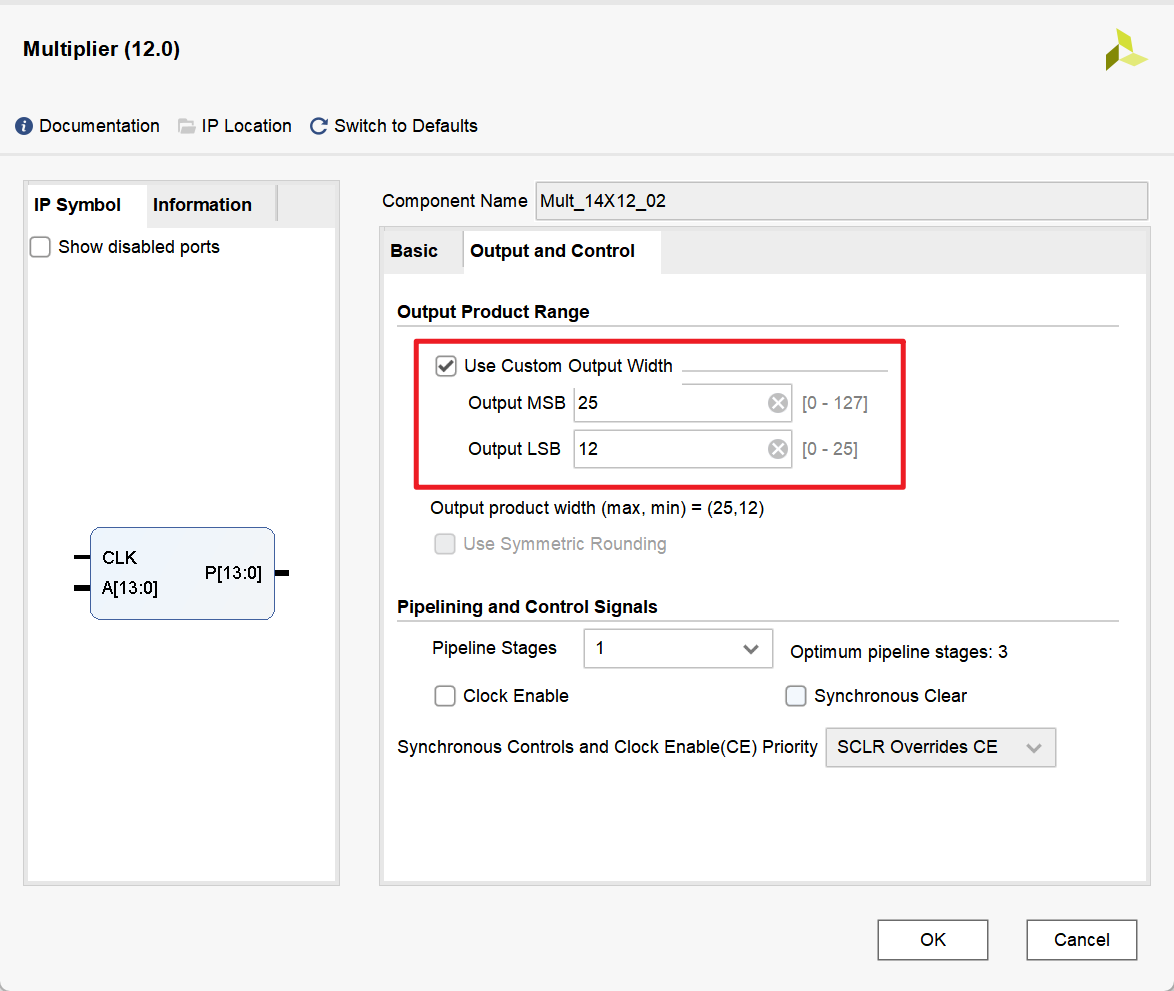 Multiplier (12.0)
Documentation IP Location Switch to Defaults
IP Symbol Information
Show disabled ports
CLK
A[13:0]
P[13:0]
Component Name Mult_14X12_02
Basic Output and Control
Output Product Range
Use Custom Output Width
Output MSB 25 [0 - 127]
Output LSB 12 [0 - 25]
Output product width (max, min) = (25,12)
Use Symmetric Rounding
Pipelining and Control Signals
Pipeline Stages 1 Optimum pipeline stages: 3
Clock Enable Synchronous Clear
Synchronous Controls and Clock Enable(CE) Priority SCLR Overrides CE
OK Cancel